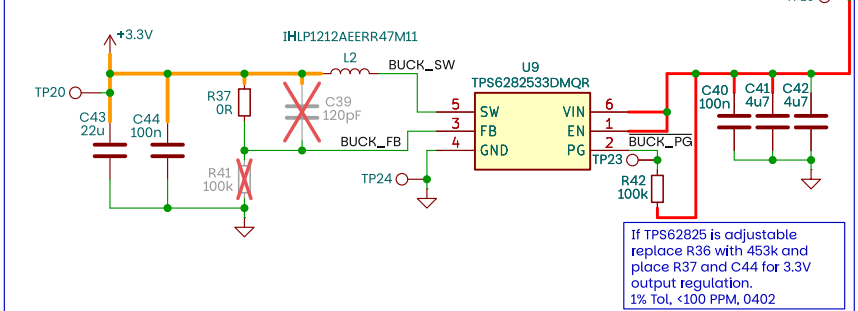 +3.3V
IHLP1212AEERR47M11
L2
BUCK_SW
U9
TPS6282533DMQR
TP20
R37
0R
C39
120pF
C43
22u
C44
100n
BUCK_FB
R41
100k
5 SW VIN 6
3 FB EN 1
4 GND PG 2
BUCK_PG
TP23
TP24
R42
100k
C40
100n
C41
4u7
C42
4u7
If TPS62825 is adjustable
replace R36 with 453k and
place R37 and C44 for 3.3V
output regulation.
1% Tol, <100 PPM, 0402